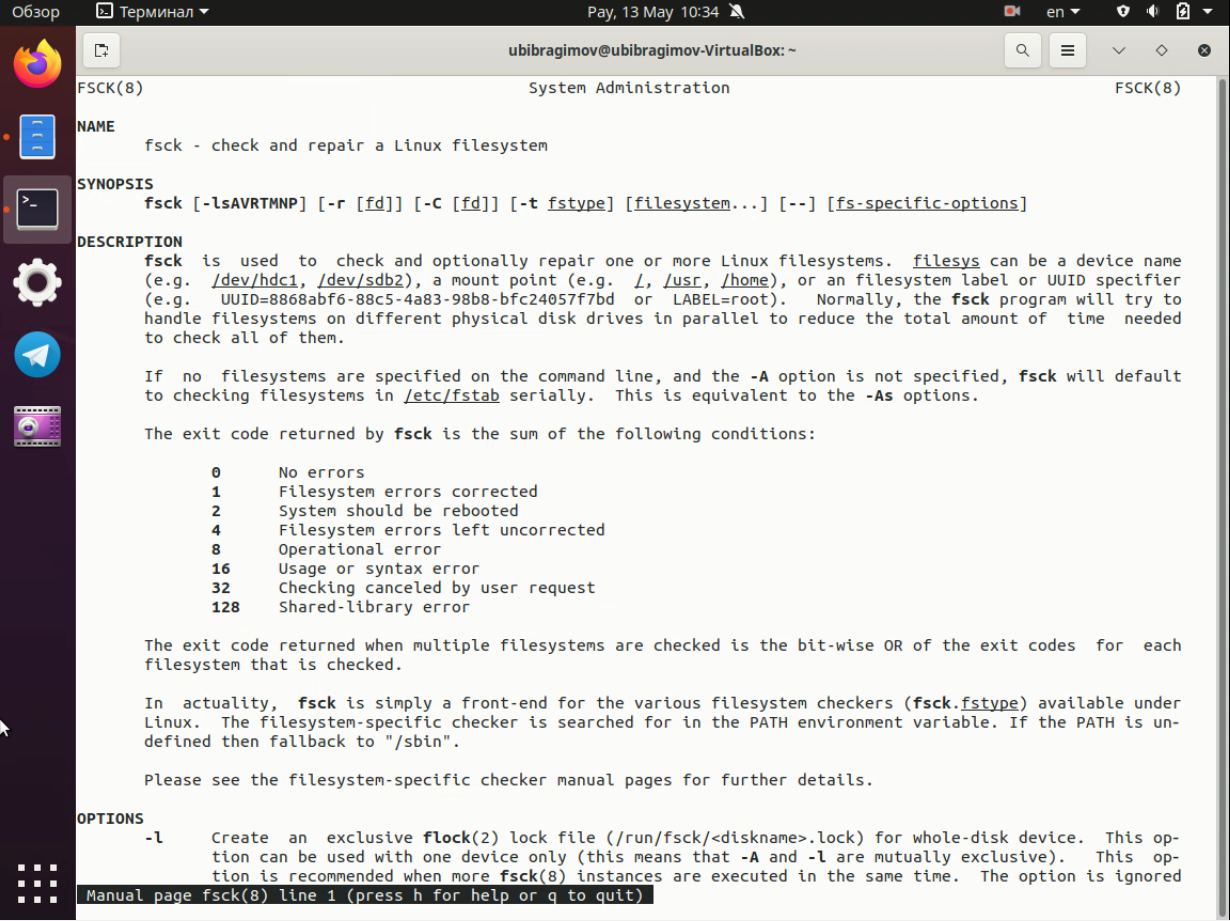 Обзор
Терминал
Pay, 13 May 10:34
en
ubibragimov@ubibragimov-VirtualBox: ~
FSCK(8) System Administration FSCK(8)
NAME
fsck - check and repair a Linux filesystem
SYNOPSIS
fsck [-lsAVRTMNP] [-r [fd]] [-C [fd]] [-t fstype] [filesystem...] [--] [fs-specific-options]
DESCRIPTION
fsck is used to check and optionally repair one or more Linux filesystems. filesys can be a device name
(e.g. /dev/hdc1, /dev/sdb2), a mount point (e.g. /, /usr, /home), or an filesystem label or UUID specifier
(e.g. UUID=8868abf6-88c5-4a83-98b8-bfc24057f7bd or LABEL=root). Normally, the fsck program will try to
handle filesystems on different physical disk drives in parallel to reduce the total amount of time needed
to check all of them.
If no filesystems are specified on the command line, and the -A option is not specified, fsck will default
to checking filesystems in /etc/fstab serially. This is equivalent to the -As options.
The exit code returned by fsck is the sum of the following conditions:
0 No errors
1 Filesystem errors corrected
2 System should be rebooted
4 Filesystem errors left uncorrected
8 Operational error
16 Usage or syntax error
32 Checking canceled by user request
128 Shared-library error
The exit code returned when multiple filesystems are checked is the bit-wise OR of the exit codes for each
filesystem that is checked.
In actuality, fsck is simply a front-end for the various filesystem checkers (fsck.fstype) available under
Linux. The filesystem-specific checker is searched for in the PATH environment variable. If the PATH is un-
defined then fallback to "/sbin".
Please see the filesystem-specific checker manual pages for further details.
OPTIONS
-l Create an exclusive flock(2) lock file (/run/fsck/<diskname>.lock) for whole-disk device. This op-
tion can be used with one device only (this means that -A and -l are mutually exclusive). This op-
tion is recommended when more fsck(8) instances are executed in the same time. The option is ignored
Manual page fsck(8) line 1 (press h for help or q to quit)